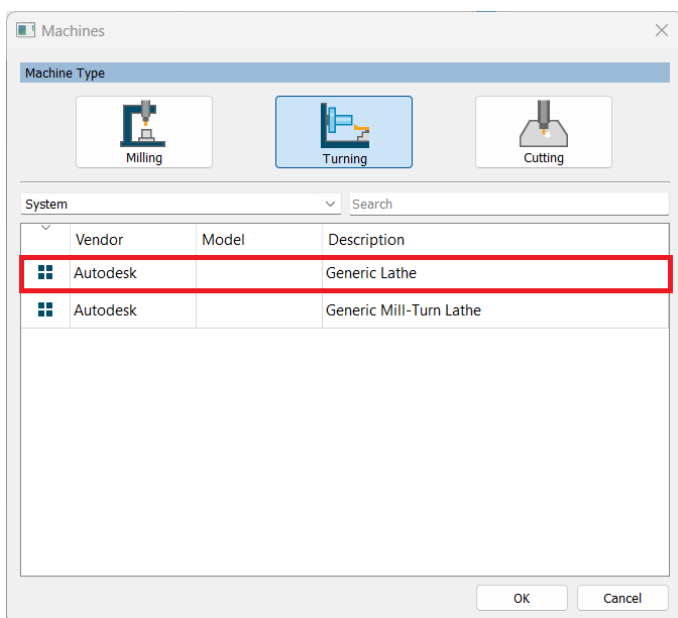 Machines
Machine Type
Milling
Turning
Cutting
System
Search
Vendor Model Description
Autodesk Generic Lathe
Autodesk Generic Mill-Turn Lathe
OK Cancel